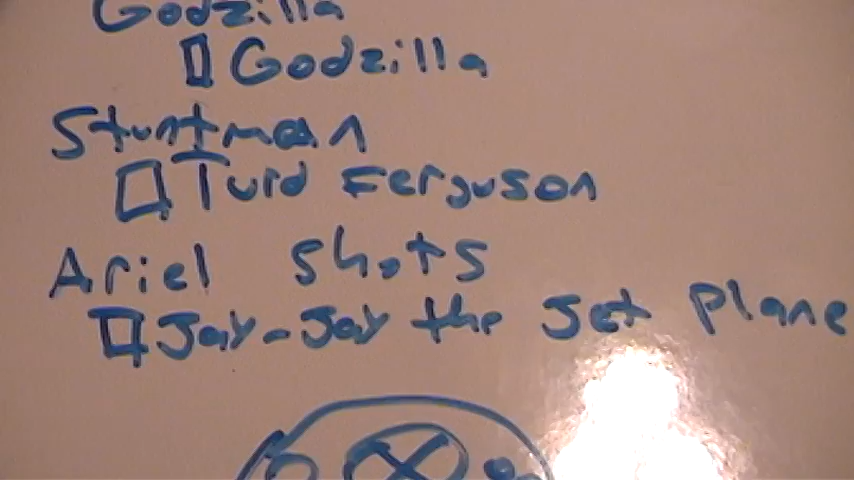 Godzilla
Godzilla
Stuntman
Turd Ferguson
Ariel shots
Jay-Jay the Jet Plane